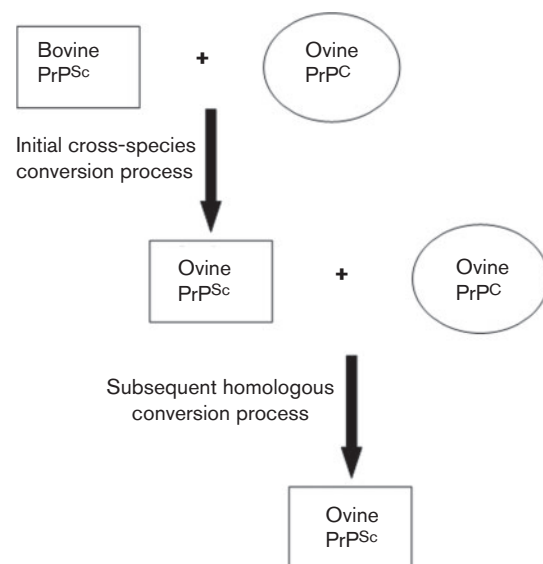 Bovine
PrPSc
+
Ovine
PrPC
Initial cross-species
conversion process
Ovine
PrPSc
+
Ovine
PrPC
Subsequent homologous
conversion process
Ovine
PrPSc